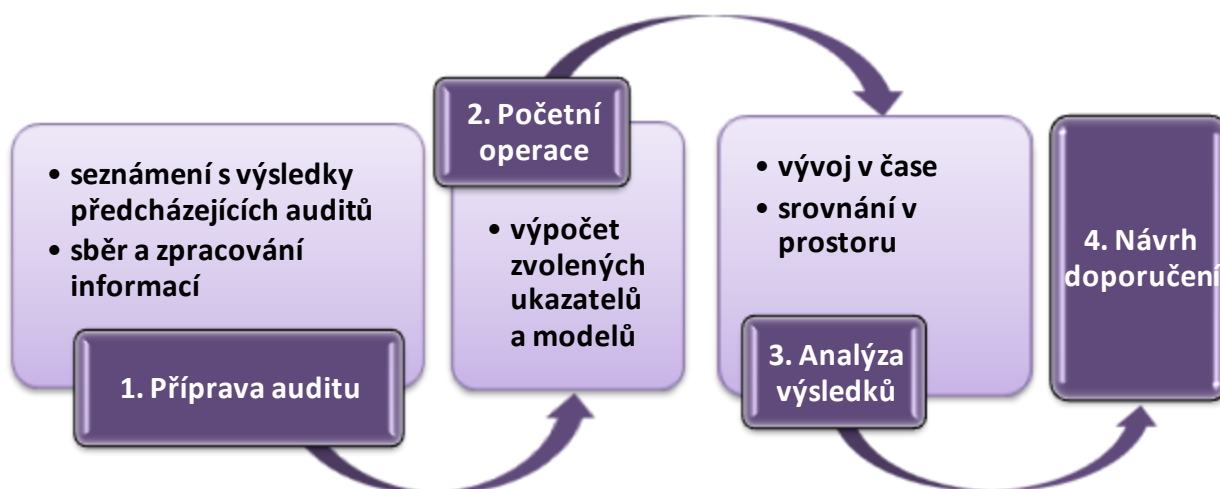 • seznámení s výsledky
předcházejících auditů
• sběr a zpracování
informací
1. Příprava auditu
2. Početní
operace
• výpočet
zvolených
ukazatelů
a modelů
• vývoj v čase
• srovnání v
prostoru
3. Analýza
výsledků
4. Návrh
doporučení